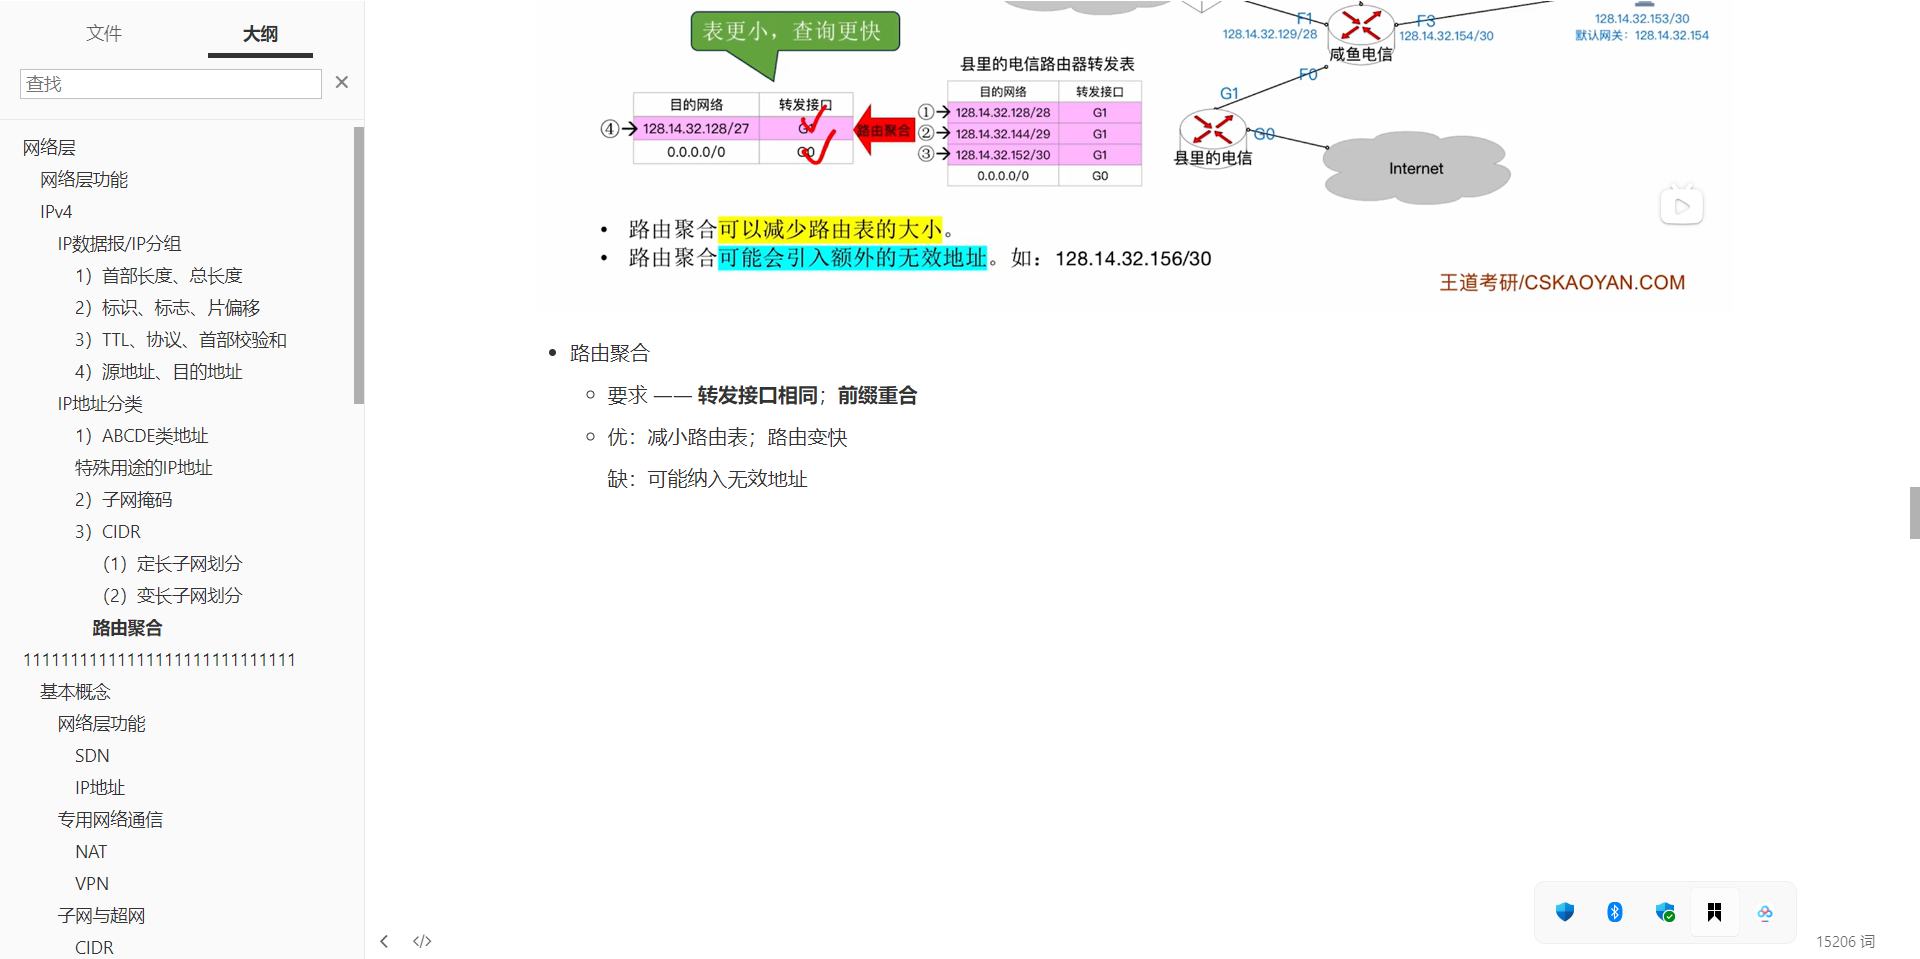 文件
大纲
查找
网络层
网络层功能
IPv4
IP数据报/IP分组
1）首部长度、总长度
2）标识、标志、片偏移
3）TTL、协议、首部校验和
4）源地址、目的地址
IP地址分类
1）ABCDE类地址
特殊用途的IP地址
2）子网掩码
3）CIDR
（1）定长子网划分
（2）变长子网划分
路由聚合
11111111111111111111111111111
基本概念
网络层功能
SDN
IP地址
专用网络通信
NAT
VPN
子网与超网
CIDR
表更小，查询更快
目的网络 转发接口
④ 128.14.32.128/27 G1
0.0.0.0/0 G0
路由聚合
县里的电信路由器转发表
目的网络 转发接口
① 128.14.32.128/28 G1
② 128.14.32.144/29 G1
③ 128.14.32.152/30 G1
0.0.0.0/0 G0
F1
128.14.32.129/28
F3
128.14.32.154/30
咸鱼电信
F0
128.14.32.153/30
默认网关：128.14.32.154
G1
G0
县里的电信
Internet
• 路由聚合可以减少路由表的大小。
• 路由聚合可能会引入额外的无效地址。如：128.14.32.156/30
王道考研/CSKAOYAN.COM
路由聚合
要求 —— 转发接口相同；前缀重合
优：减小路由表；路由变快
缺：可能纳入无效地址
15206 词